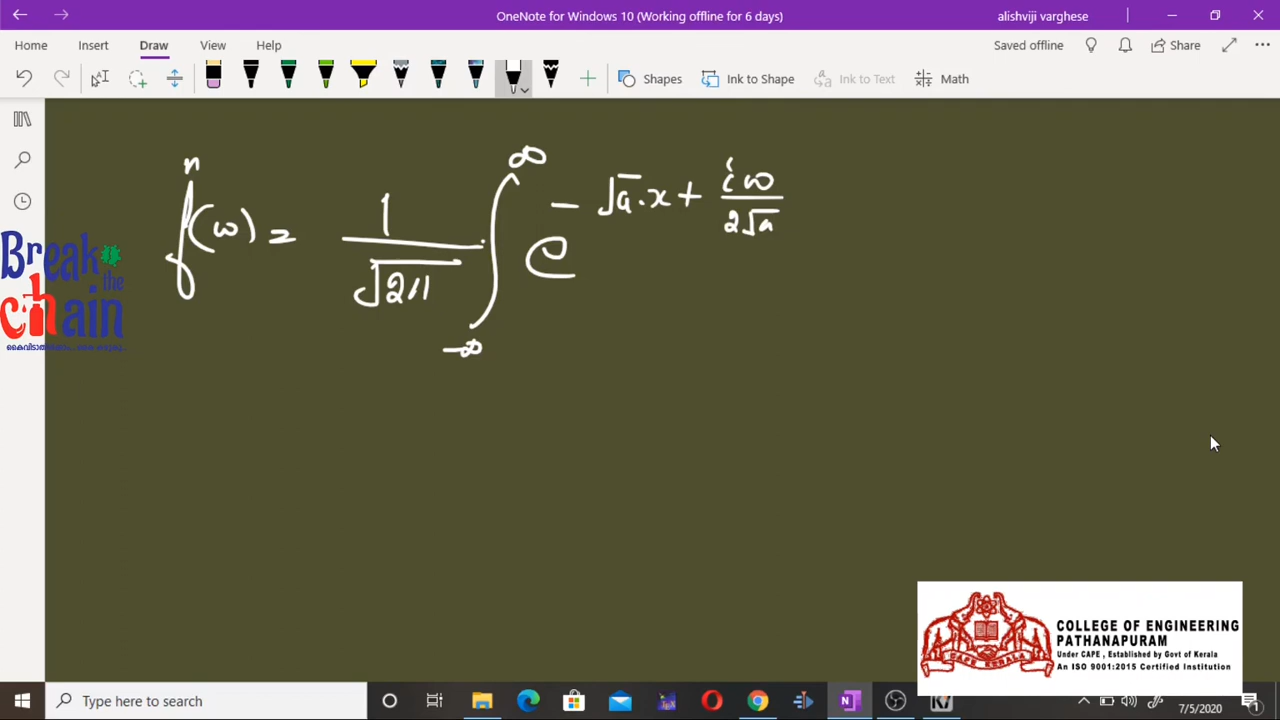 OneNote for Windows 10 (Working offline for 6 days)
alishviji varghese
Home Insert Draw View Help
Saved offline
Share
Shapes
Ink to Shape
Ink to Text
Math
f^(ω) = 1/√2π ∫_{-∞}^{∞} e^{-√a·x + iω/2√a}
Break
the
chain
COLLEGE OF ENGINEERING
PATHANAPURAM
Under CAPE , Established by Govt of Kerala
An ISO 9001:2015 Certified Institution
CAPE KERALA
Type here to search
7/5/2020